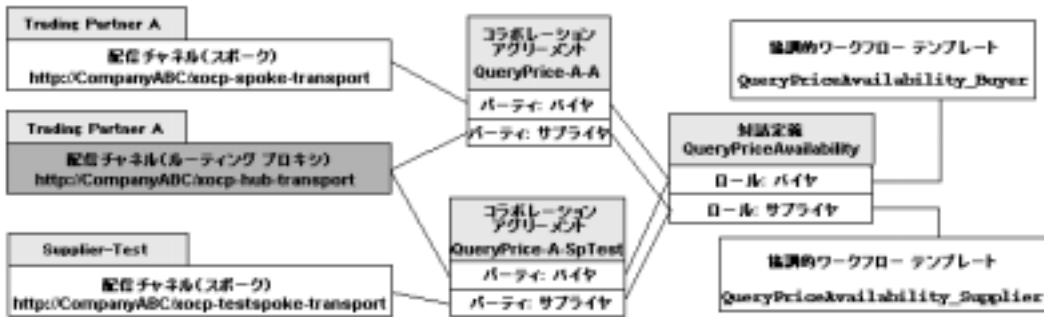 Trading Partner A
配信チャネル(スポーク)
http://CompanyABC/xocp-spoke-transport
Trading Partner A
配信チャネル(ルーティング プロキシ)
http://CompanyABC/xocp-hub-transport
Supplier-Test
配信チャネル(スポーク)
http://CompanyABC/xocp-testspoke-transport
コラボレーション
アグリーメント
QueryPrice-A-A
パーティ: バイヤ
パーティ: サプライヤ
コラボレーション
アグリーメント
QueryPrice-A-SpTest
パーティ: バイヤ
パーティ: サプライヤ
対話定義
QueryPriceAvailability
ロール: バイヤ
ロール: サプライヤ
協調的ワークフロー テンプレート
QueryPriceAvailability_Buyer
協調的ワークフロー テンプレート
QueryPriceAvailability_Supplier